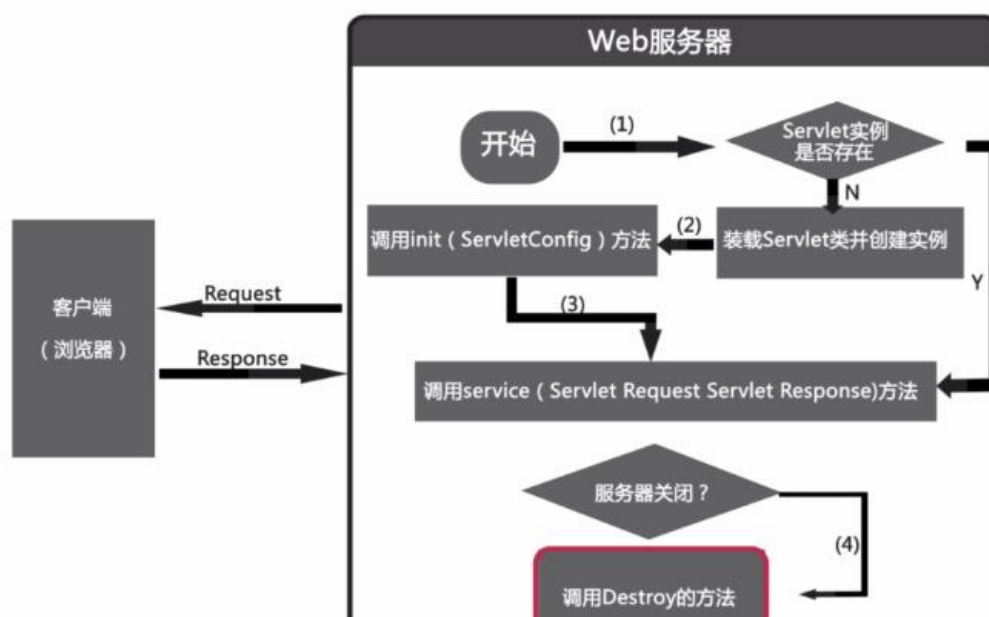 Web服务器
开始
(1)
Servlet实例
是否存在
N
调用init（ServletConfig）方法
(2)
装载Servlet类并创建实例
Y
(3)
客户端
（浏览器）
Request
Response
调用service（Servlet Request Servlet Response)方法
服务器关闭？
(4)
调用Destroy的方法